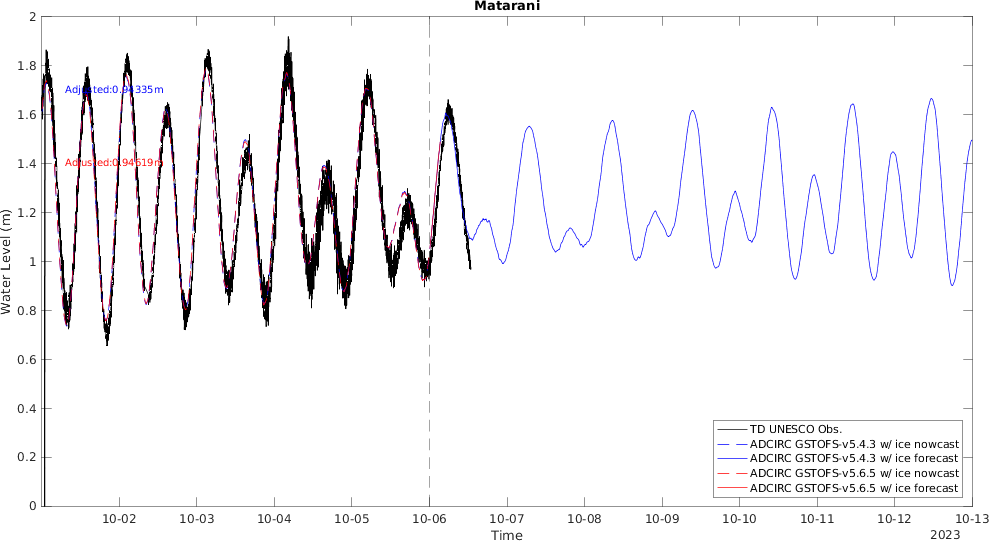 Matarani
2
1.8
1.6
1.4
1.2
1
0.8
0.6
0.4
0.2
0
Water Level (m)
Adjusted:0.94335m
Adjusted:0.94619m
TD UNESCO Obs.
ADCIRC GSTOFS-v5.4.3 w/ ice nowcast
ADCIRC GSTOFS-v5.4.3 w/ ice forecast
ADCIRC GSTOFS-v5.6.5 w/ ice nowcast
ADCIRC GSTOFS-v5.6.5 w/ ice forecast
10-02 10-03 10-04 10-05 10-06 10-07 10-08 10-09 10-10 10-11 10-12 10-13
Time
2023